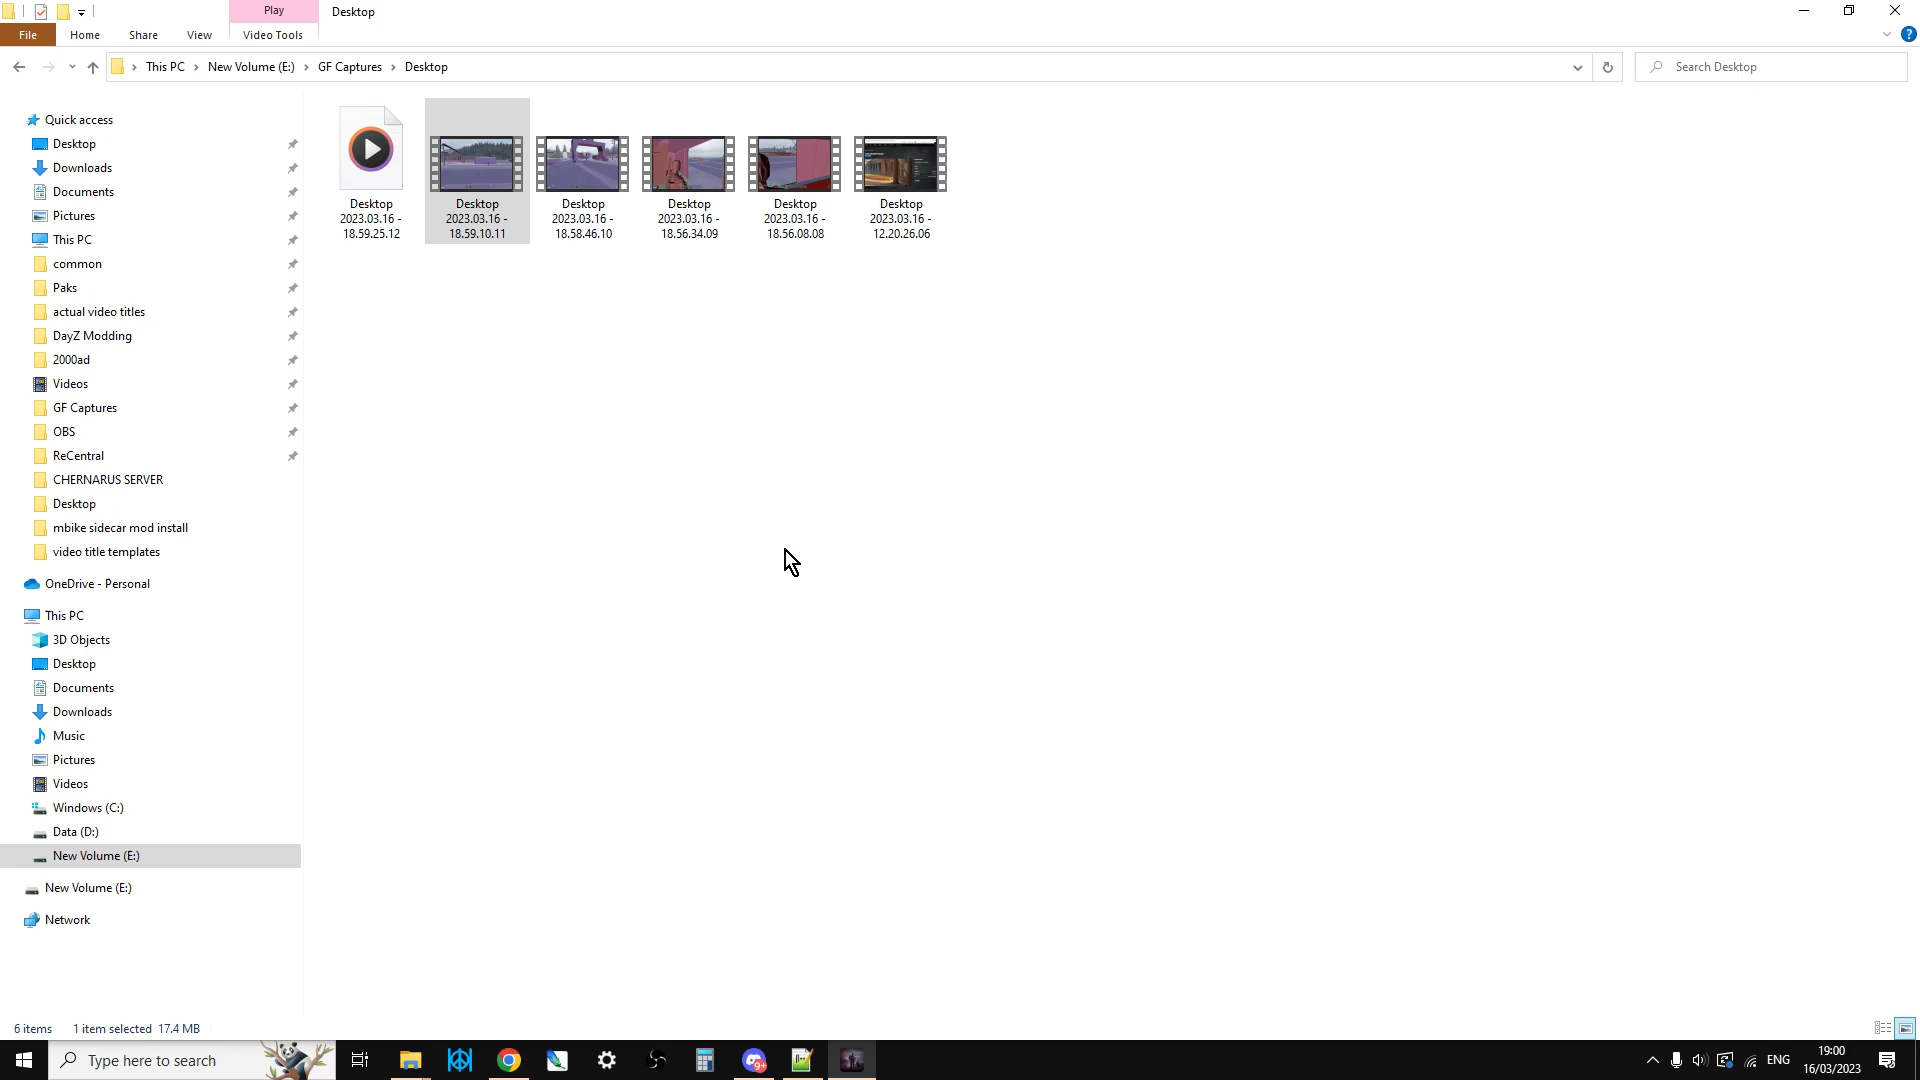 Play
Desktop
File
Home
Share
View
Video Tools
This PC
New Volume (E:)
GF Captures
Desktop
Search Desktop
Quick access
Desktop
Downloads
Documents
Pictures
This PC
common
Paks
actual video titles
DayZ Modding
2000ad
Videos
GF Captures
OBS
ReCentral
CHERNARUS SERVER
Desktop
mbike sidecar mod install
video title templates
OneDrive - Personal
This PC
3D Objects
Desktop
Documents
Downloads
Music
Pictures
Videos
Windows (C:)
Data (D:)
New Volume (E:)
New Volume (E:)
Network
Desktop
2023.03.16 -
18.59.25.12
Desktop
2023.03.16 -
18.59.10.11
Desktop
2023.03.16 -
18.58.46.10
Desktop
2023.03.16 -
18.56.34.09
Desktop
2023.03.16 -
18.56.08.08
Desktop
2023.03.16 -
12.20.26.06
6 items
1 item selected 17.4 MB
Type here to search
9+
ENG
19:00
16/03/2023